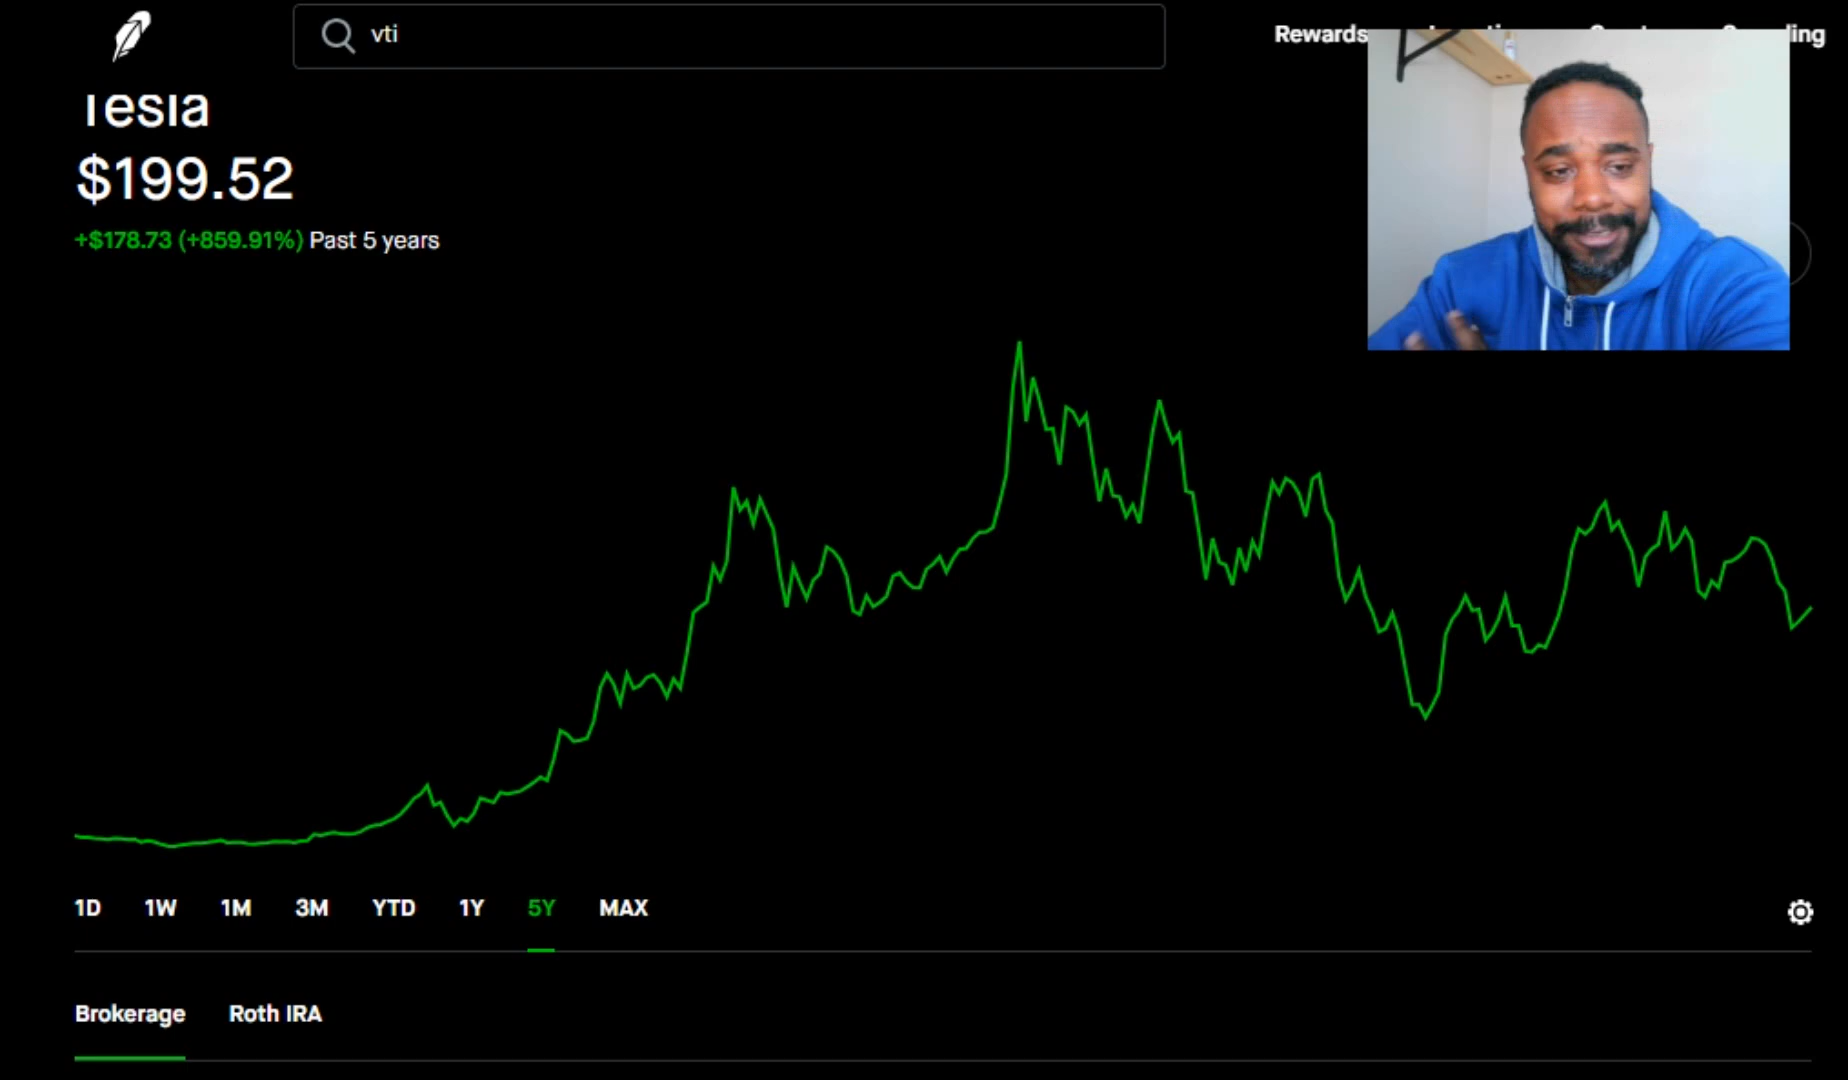 vti
Rewards
ling
Tesla
$199.52
+$178.73 (+859.91%) Past 5 years
1D 1W 1M 3M YTD 1Y 5Y MAX
Brokerage Roth IRA